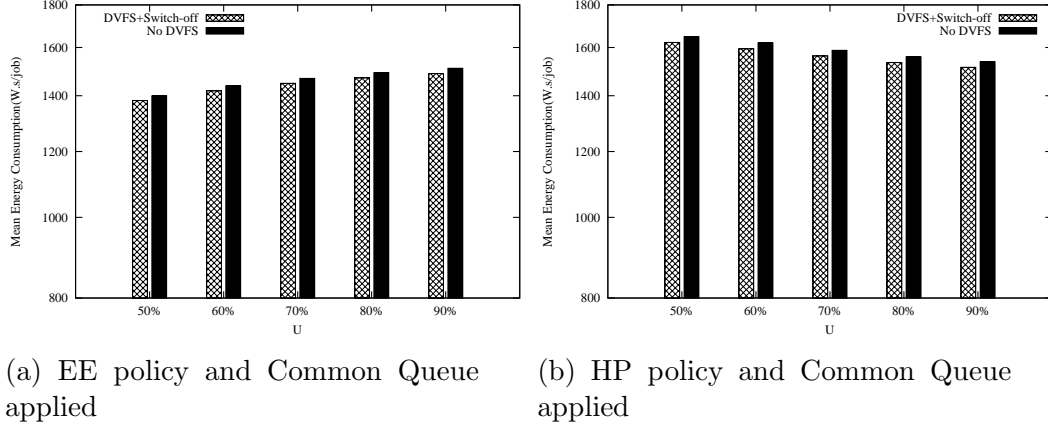 1800
1600
1400
1200
1000
800
Mean Energy Consumption(W.s/job)
DVFS+Switch-off
No DVFS
50% 60% 70% 80% 90%
U
(a) EE policy and Common Queue
applied
1800
1600
1400
1200
1000
800
Mean Energy Consumption(W.s/job)
DVFS+Switch-off
No DVFS
50% 60% 70% 80% 90%
U
(b) HP policy and Common Queue
applied